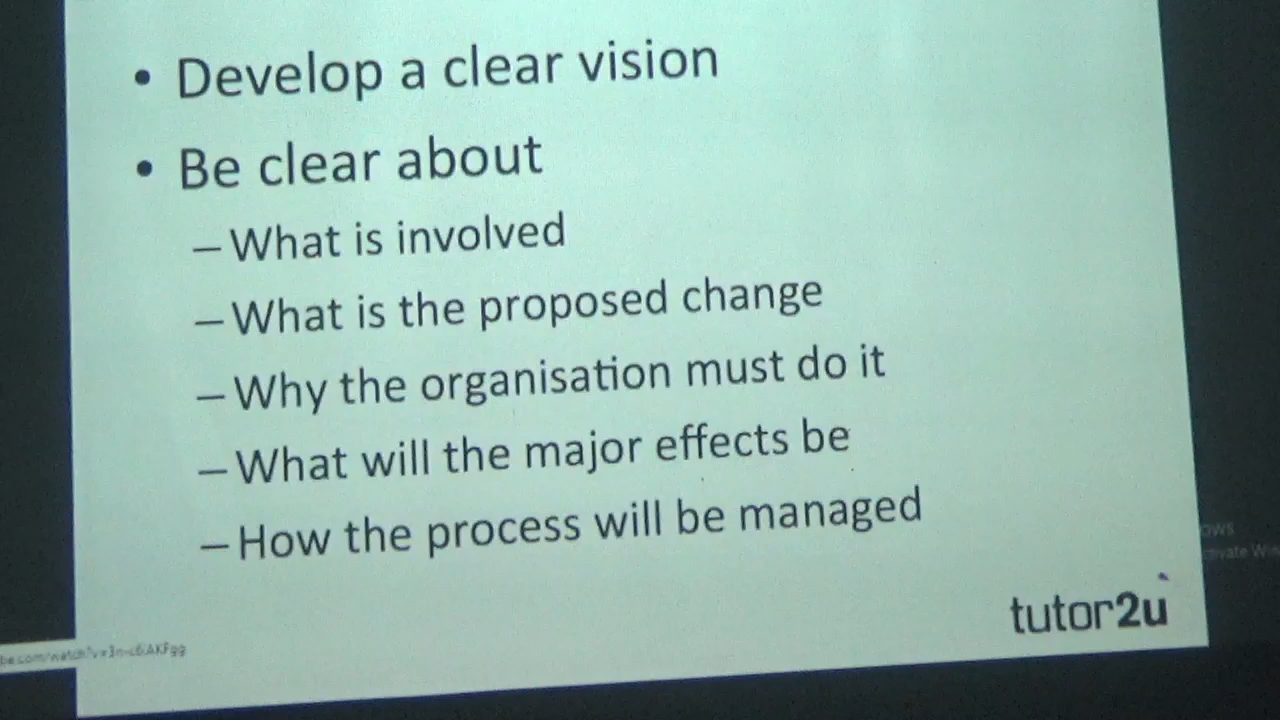 • Develop a clear vision
• Be clear about
– What is involved
– What is the proposed change
– Why the organisation must do it
– What will the major effects be
– How the process will be managed
tutor2u